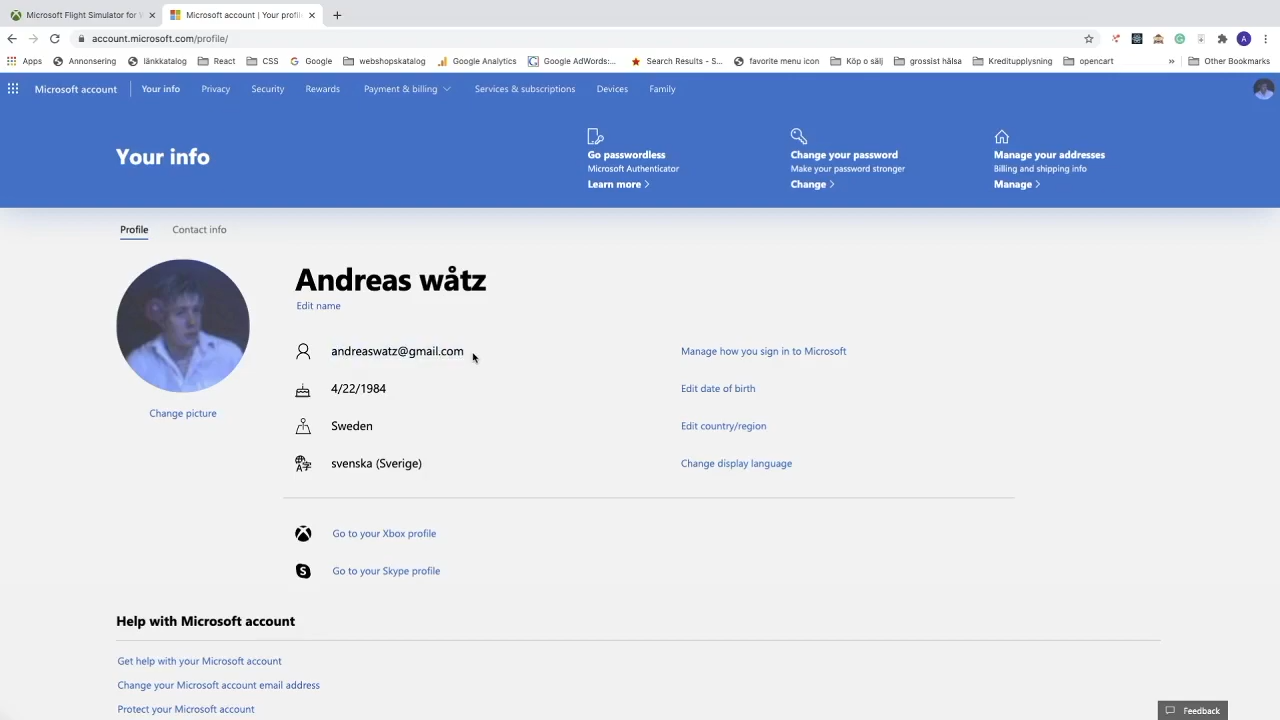 Microsoft Flight Simulator for W
Microsoft account | Your profile
account.microsoft.com/profile/
A
Apps
Annonsering
länkkatalog
React
CSS
Google
webshopskatalog
Google Analytics
Google AdWords:...
Search Results - S...
favorite menu icon
Köp o sälj
grossist hälsa
Kreditupplysning
opencart
»
Other Bookmarks
Microsoft account
Your info
Privacy
Security
Rewards
Payment & billing
Services & subscriptions
Devices
Family
Your info
Go passwordless
Microsoft Authenticator
Learn more >
Change your password
Make your password stronger
Change >
Manage your addresses
Billing and shipping info
Manage >
Profile
Contact info
Andreas wåtz
Edit name
andreaswatz@gmail.com
Manage how you sign in to Microsoft
4/22/1984
Edit date of birth
Sweden
Edit country/region
svenska (Sverige)
Change display language
Change picture
Go to your Xbox profile
Go to your Skype profile
Help with Microsoft account
Get help with your Microsoft account
Change your Microsoft account email address
Protect your Microsoft account
Feedback